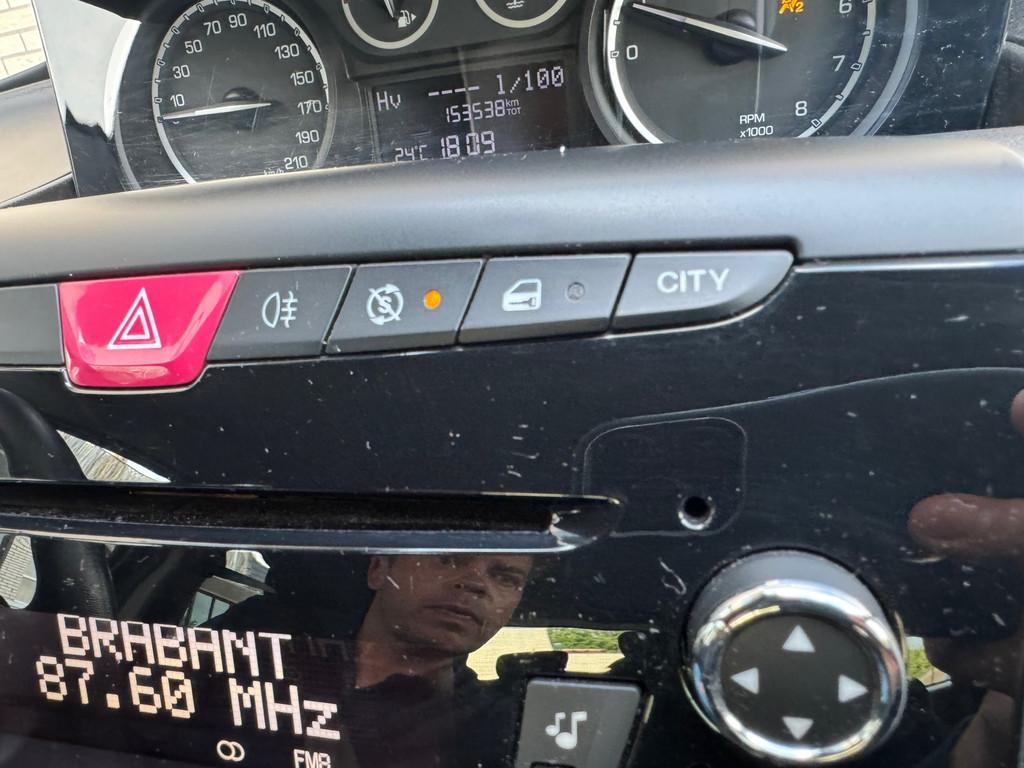 10 30 50 70 90 110 130 150 170 190 210
Hv ---- 1/100
153538 km TOT
24°C 18 09
0 6 7 8
RPM
x1000
S
CITY
BRABANT
87.60 MHz
FM8